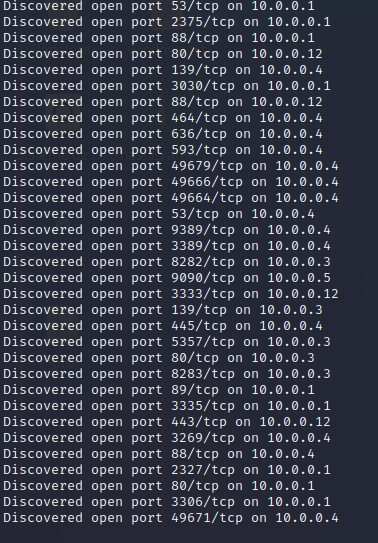 Discovered open port 53/tcp on 10.0.0.1
Discovered open port 2375/tcp on 10.0.0.1
Discovered open port 88/tcp on 10.0.0.1
Discovered open port 80/tcp on 10.0.0.12
Discovered open port 139/tcp on 10.0.0.4
Discovered open port 3030/tcp on 10.0.0.1
Discovered open port 88/tcp on 10.0.0.12
Discovered open port 464/tcp on 10.0.0.4
Discovered open port 636/tcp on 10.0.0.4
Discovered open port 593/tcp on 10.0.0.4
Discovered open port 49679/tcp on 10.0.0.4
Discovered open port 49666/tcp on 10.0.0.4
Discovered open port 49664/tcp on 10.0.0.4
Discovered open port 53/tcp on 10.0.0.4
Discovered open port 9389/tcp on 10.0.0.4
Discovered open port 3389/tcp on 10.0.0.4
Discovered open port 8282/tcp on 10.0.0.3
Discovered open port 9090/tcp on 10.0.0.5
Discovered open port 3333/tcp on 10.0.0.12
Discovered open port 139/tcp on 10.0.0.3
Discovered open port 445/tcp on 10.0.0.4
Discovered open port 5357/tcp on 10.0.0.3
Discovered open port 80/tcp on 10.0.0.3
Discovered open port 8283/tcp on 10.0.0.3
Discovered open port 89/tcp on 10.0.0.1
Discovered open port 3335/tcp on 10.0.0.1
Discovered open port 443/tcp on 10.0.0.12
Discovered open port 3269/tcp on 10.0.0.4
Discovered open port 88/tcp on 10.0.0.4
Discovered open port 2327/tcp on 10.0.0.1
Discovered open port 80/tcp on 10.0.0.1
Discovered open port 3306/tcp on 10.0.0.1
Discovered open port 49671/tcp on 10.0.0.4